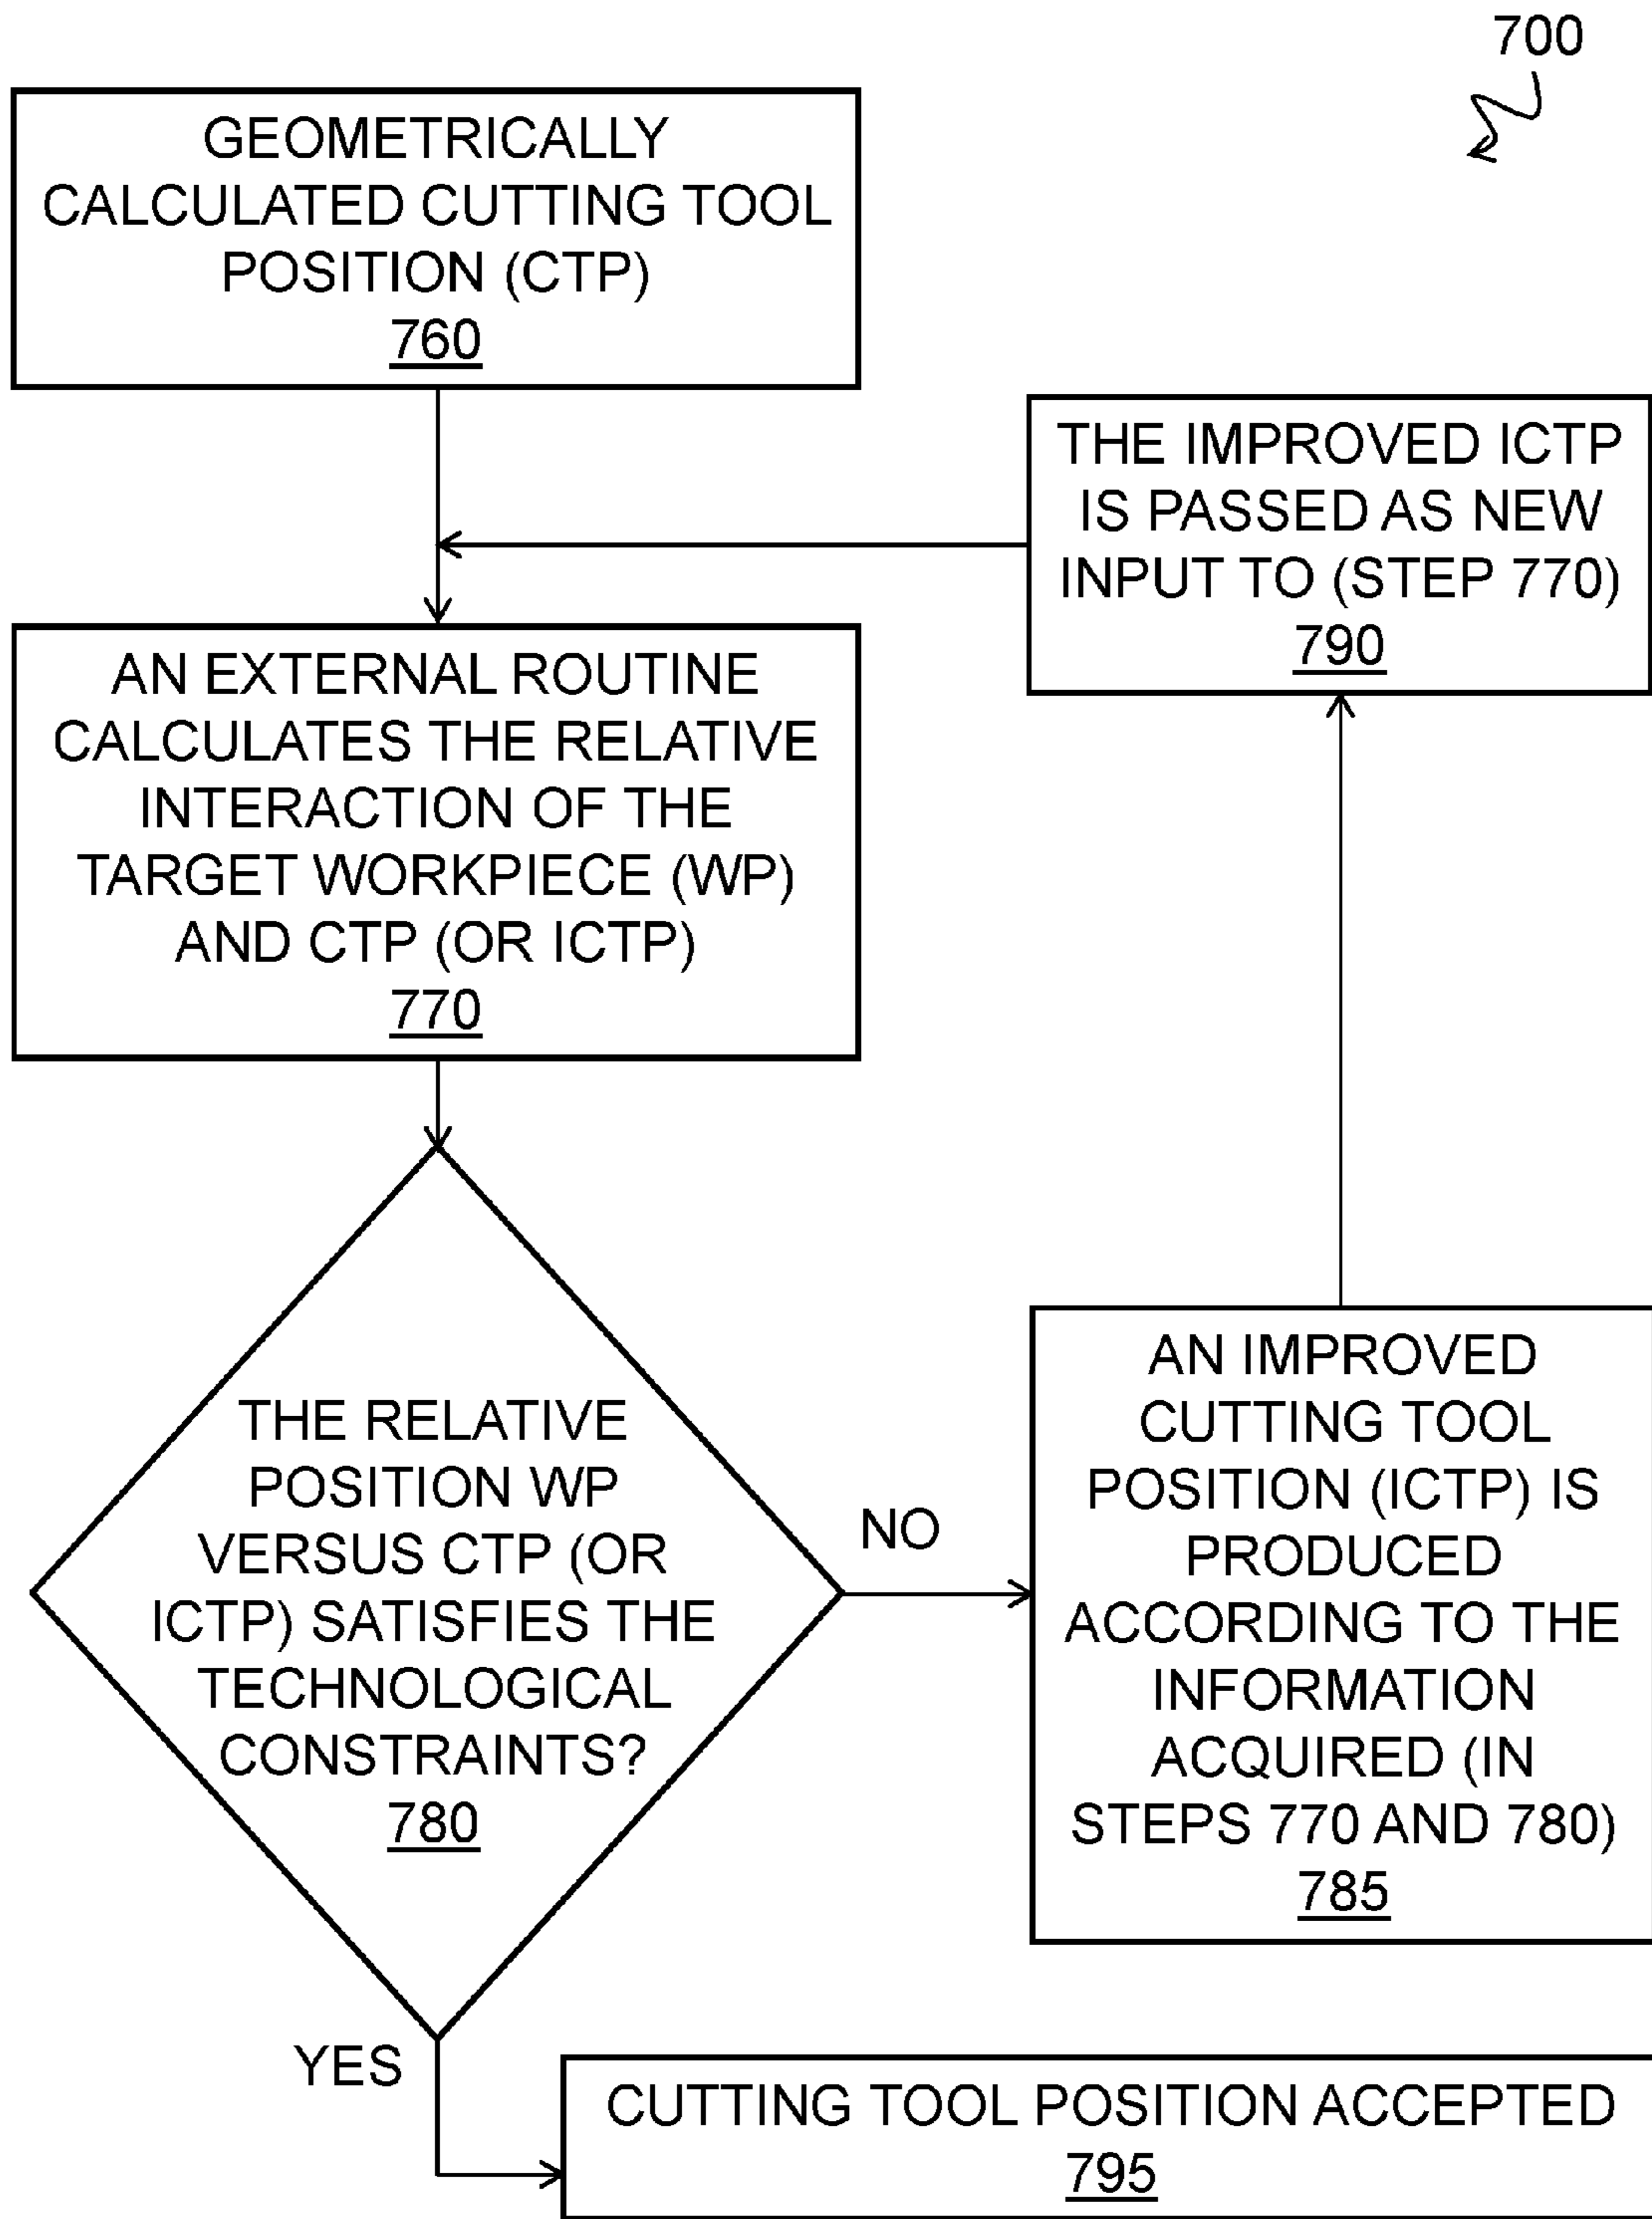 700
GEOMETRICALLY
CALCULATED CUTTING TOOL
POSITION (CTP)
760
THE IMPROVED ICTP
IS PASSED AS NEW
INPUT TO (STEP 770)
790
AN EXTERNAL ROUTINE
CALCULATES THE RELATIVE
INTERACTION OF THE
TARGET WORKPIECE (WP)
AND CTP (OR ICTP)
770
THE RELATIVE
POSITION WP
VERSUS CTP (OR
ICTP) SATISFIES THE
TECHNOLOGICAL
CONSTRAINTS?
780
NO
AN IMPROVED
CUTTING TOOL
POSITION (ICTP) IS
PRODUCED
ACCORDING TO THE
INFORMATION
ACQUIRED (IN
STEPS 770 AND 780)
785
YES
CUTTING TOOL POSITION ACCEPTED
795